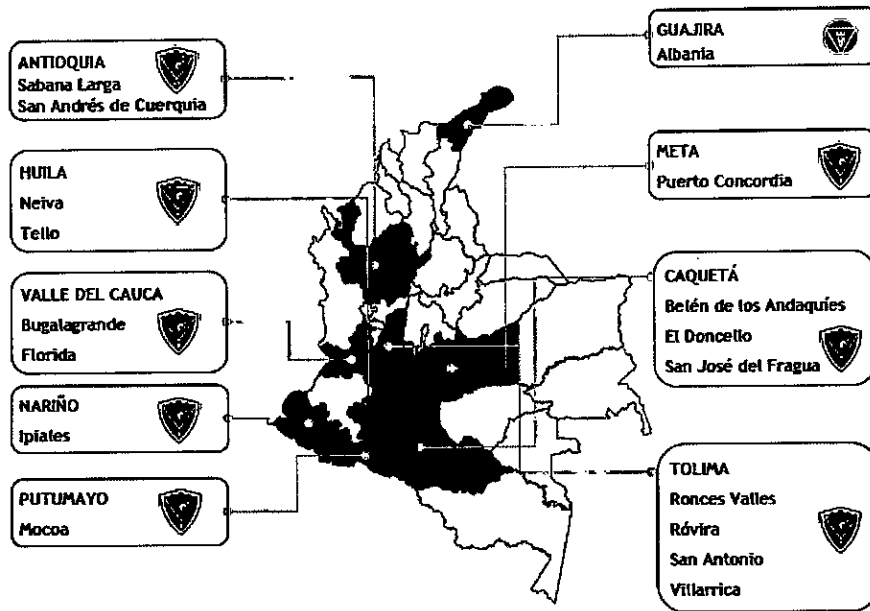 ANTIOQUIA
Sabana Larga
San Andrés de Cuerquia
HUILA
Neiva
Tello
VALLE DEL CAUCA
Bugalagrande
Florida
NARIÑO
Ipiales
PUTUMAYO
Mocoa
GUAJIRA
Albania
META
Puerto Concordia
CAQUETÁ
Belén de los Andaquíes
El Doncello
San José del Fragua
TOLIMA
Ronces Valles
Róvira
San Antonio
Villarrica